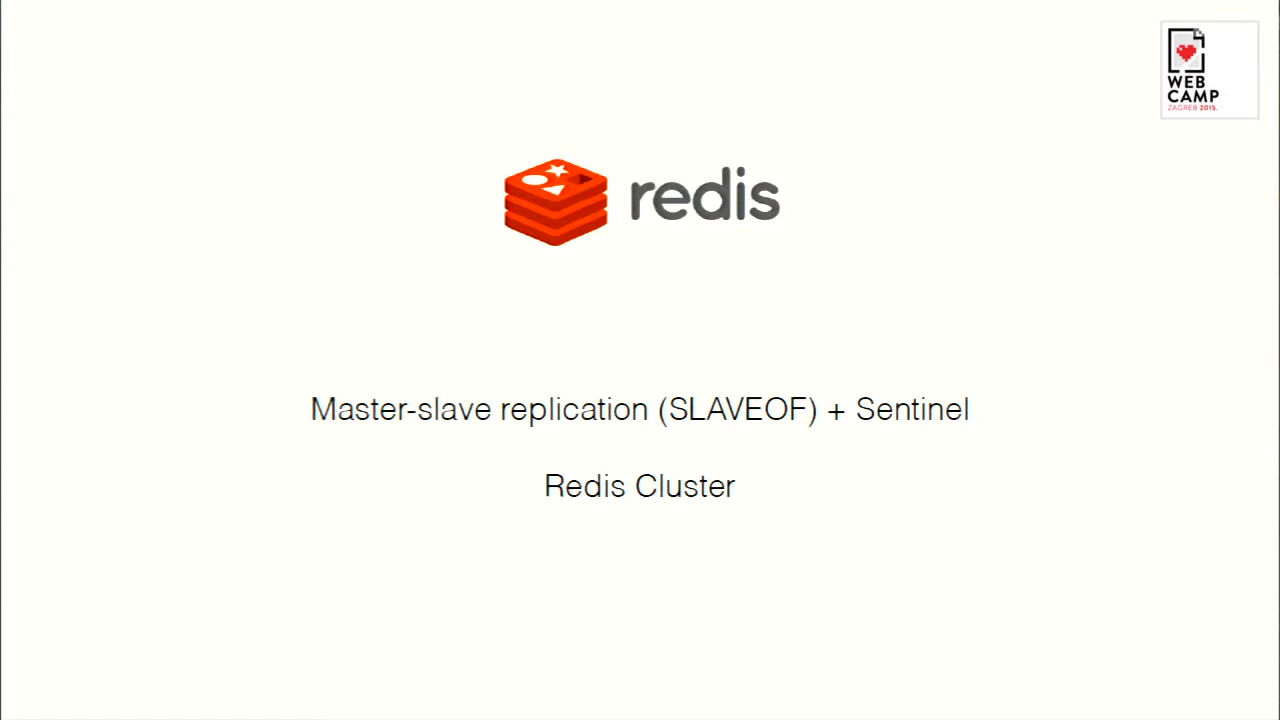 WEB
CAMP
ZAGREB 2015.
redis
Master-slave replication (SLAVEOF) + Sentinel
Redis Cluster